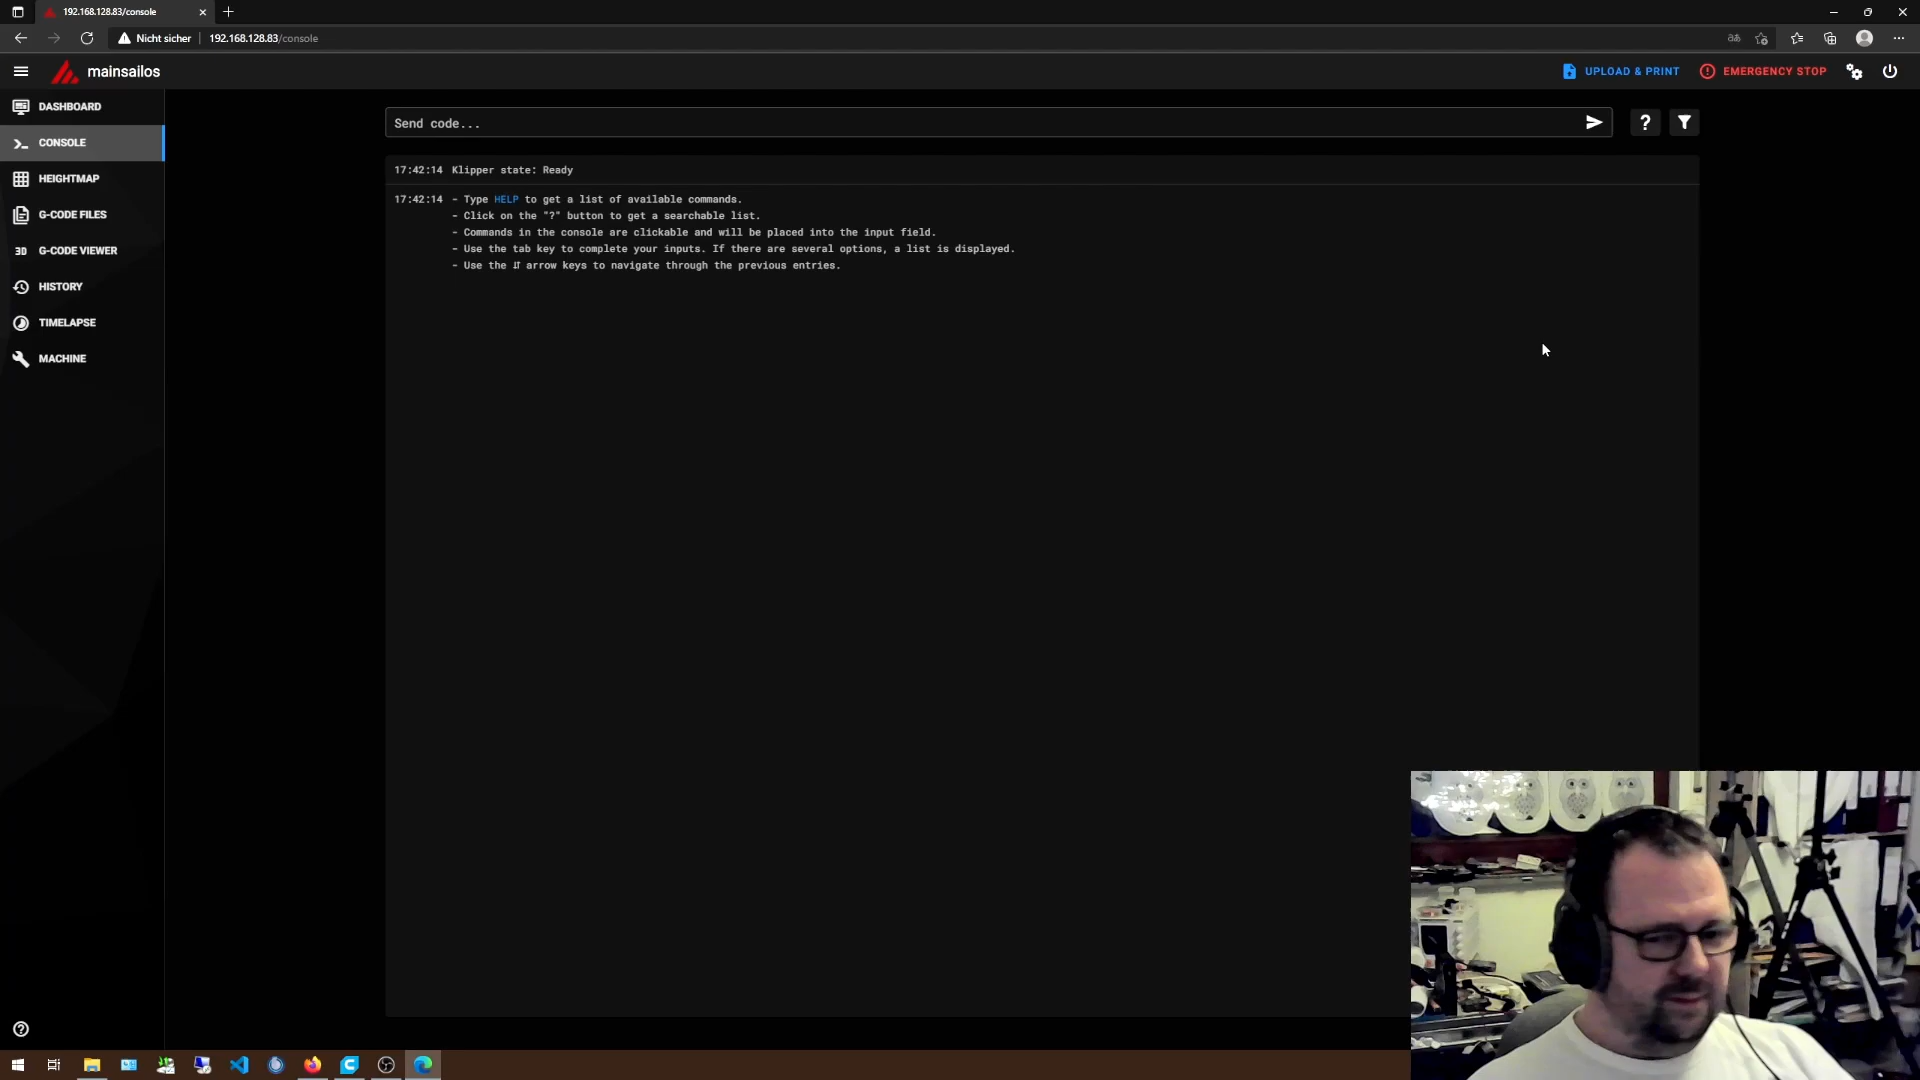 192.168.128.83/console
Nicht sicher
192.168.128.83/console
mainsailos
UPLOAD & PRINT
EMERGENCY STOP
DASHBOARD
CONSOLE
HEIGHTMAP
G-CODE FILES
3D G-CODE VIEWER
HISTORY
TIMELAPSE
MACHINE
Send code...
?
17:42:14 Klipper state: Ready
17:42:14 - Type HELP to get a list of available commands.
- Click on the "?" button to get a searchable list.
- Commands in the console are clickable and will be placed into the input field.
- Use the tab key to complete your inputs. If there are several options, a list is displayed.
- Use the ⇵ arrow keys to navigate through the previous entries.